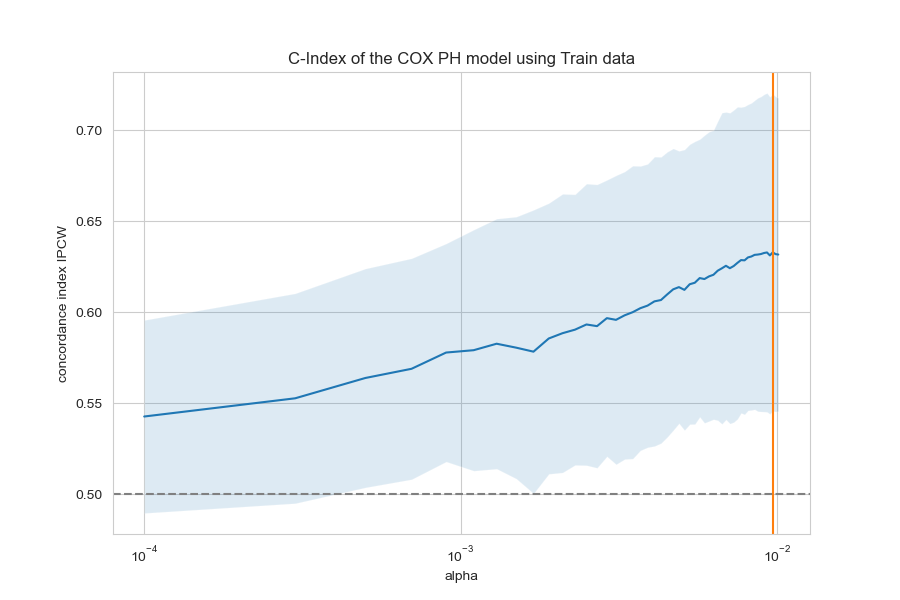 C-Index of the COX PH model using Train data
concordance index IPCW
0.70
0.65
0.60
0.55
0.50
10⁻⁴
10⁻³
10⁻²
alpha